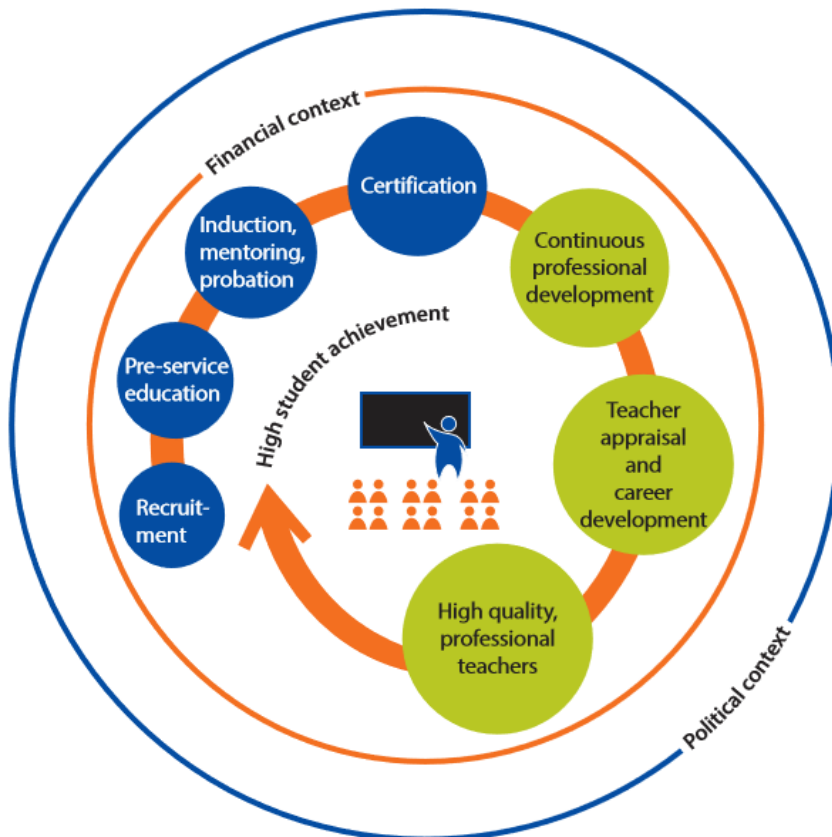 Financial context
Certification
Induction,
mentoring,
probation
Continuous
professional
development
High student achievement
Pre-service
education
Teacher
appraisal
and
career
development
Recruit-
ment
High quality,
professional
teachers
Political context